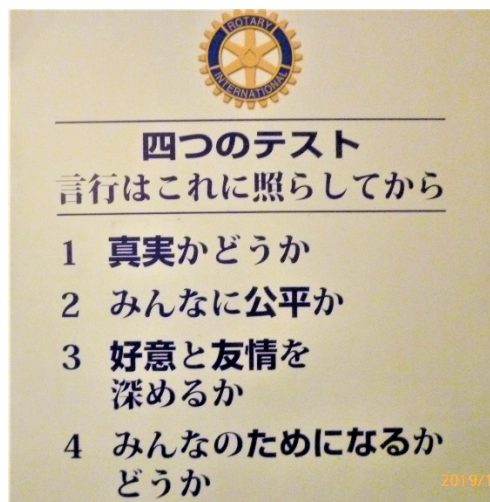 ROTARY
INTERNATIONAL
四つのテスト
言行はこれに照らしてから
1 真実かどうか
2 みんなに公平か
3 好意と友情を
深めるか
4 みんなのためになるか
どうか
2019/1